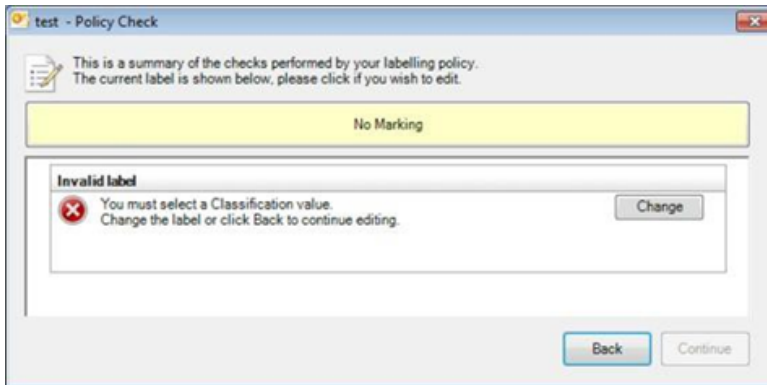 test - Policy Check
This is a summary of the checks performed by your labelling policy.
The current label is shown below, please click if you wish to edit.
No Marking
Invalid label
You must select a Classification value.
Change the label or click Back to continue editing.
Change
Back
Continue